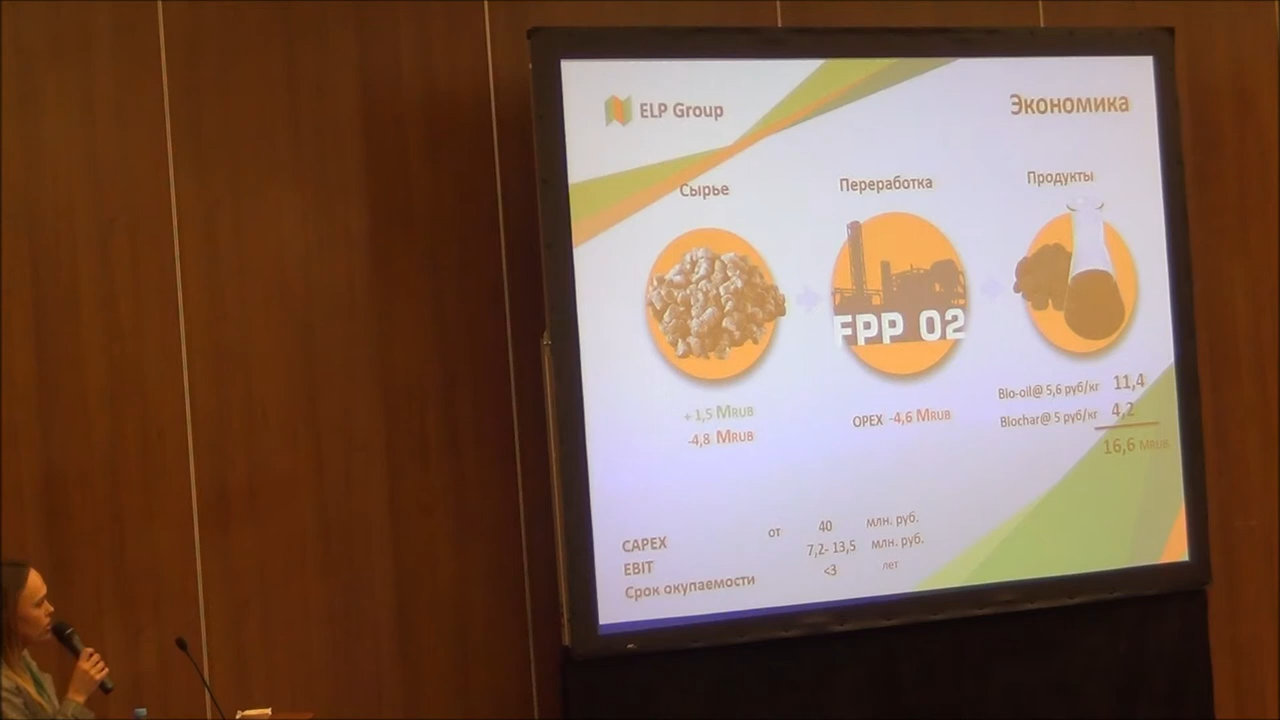 ELP Group
Экономика
Сырье
Переработка
Продукты
FPP 02
+ 1,5 MRUB
-4,8 MRUB
OPEX -4,6 MRUB
Bio-oil@ 5,6 руб/кг 11,4
Biochar@ 5 руб/кг 4,2
16,6 MRUB
CAPEX от 40 млн. руб.
EBIT 7,2- 13,5 млн. руб.
Срок окупаемости <3 лет